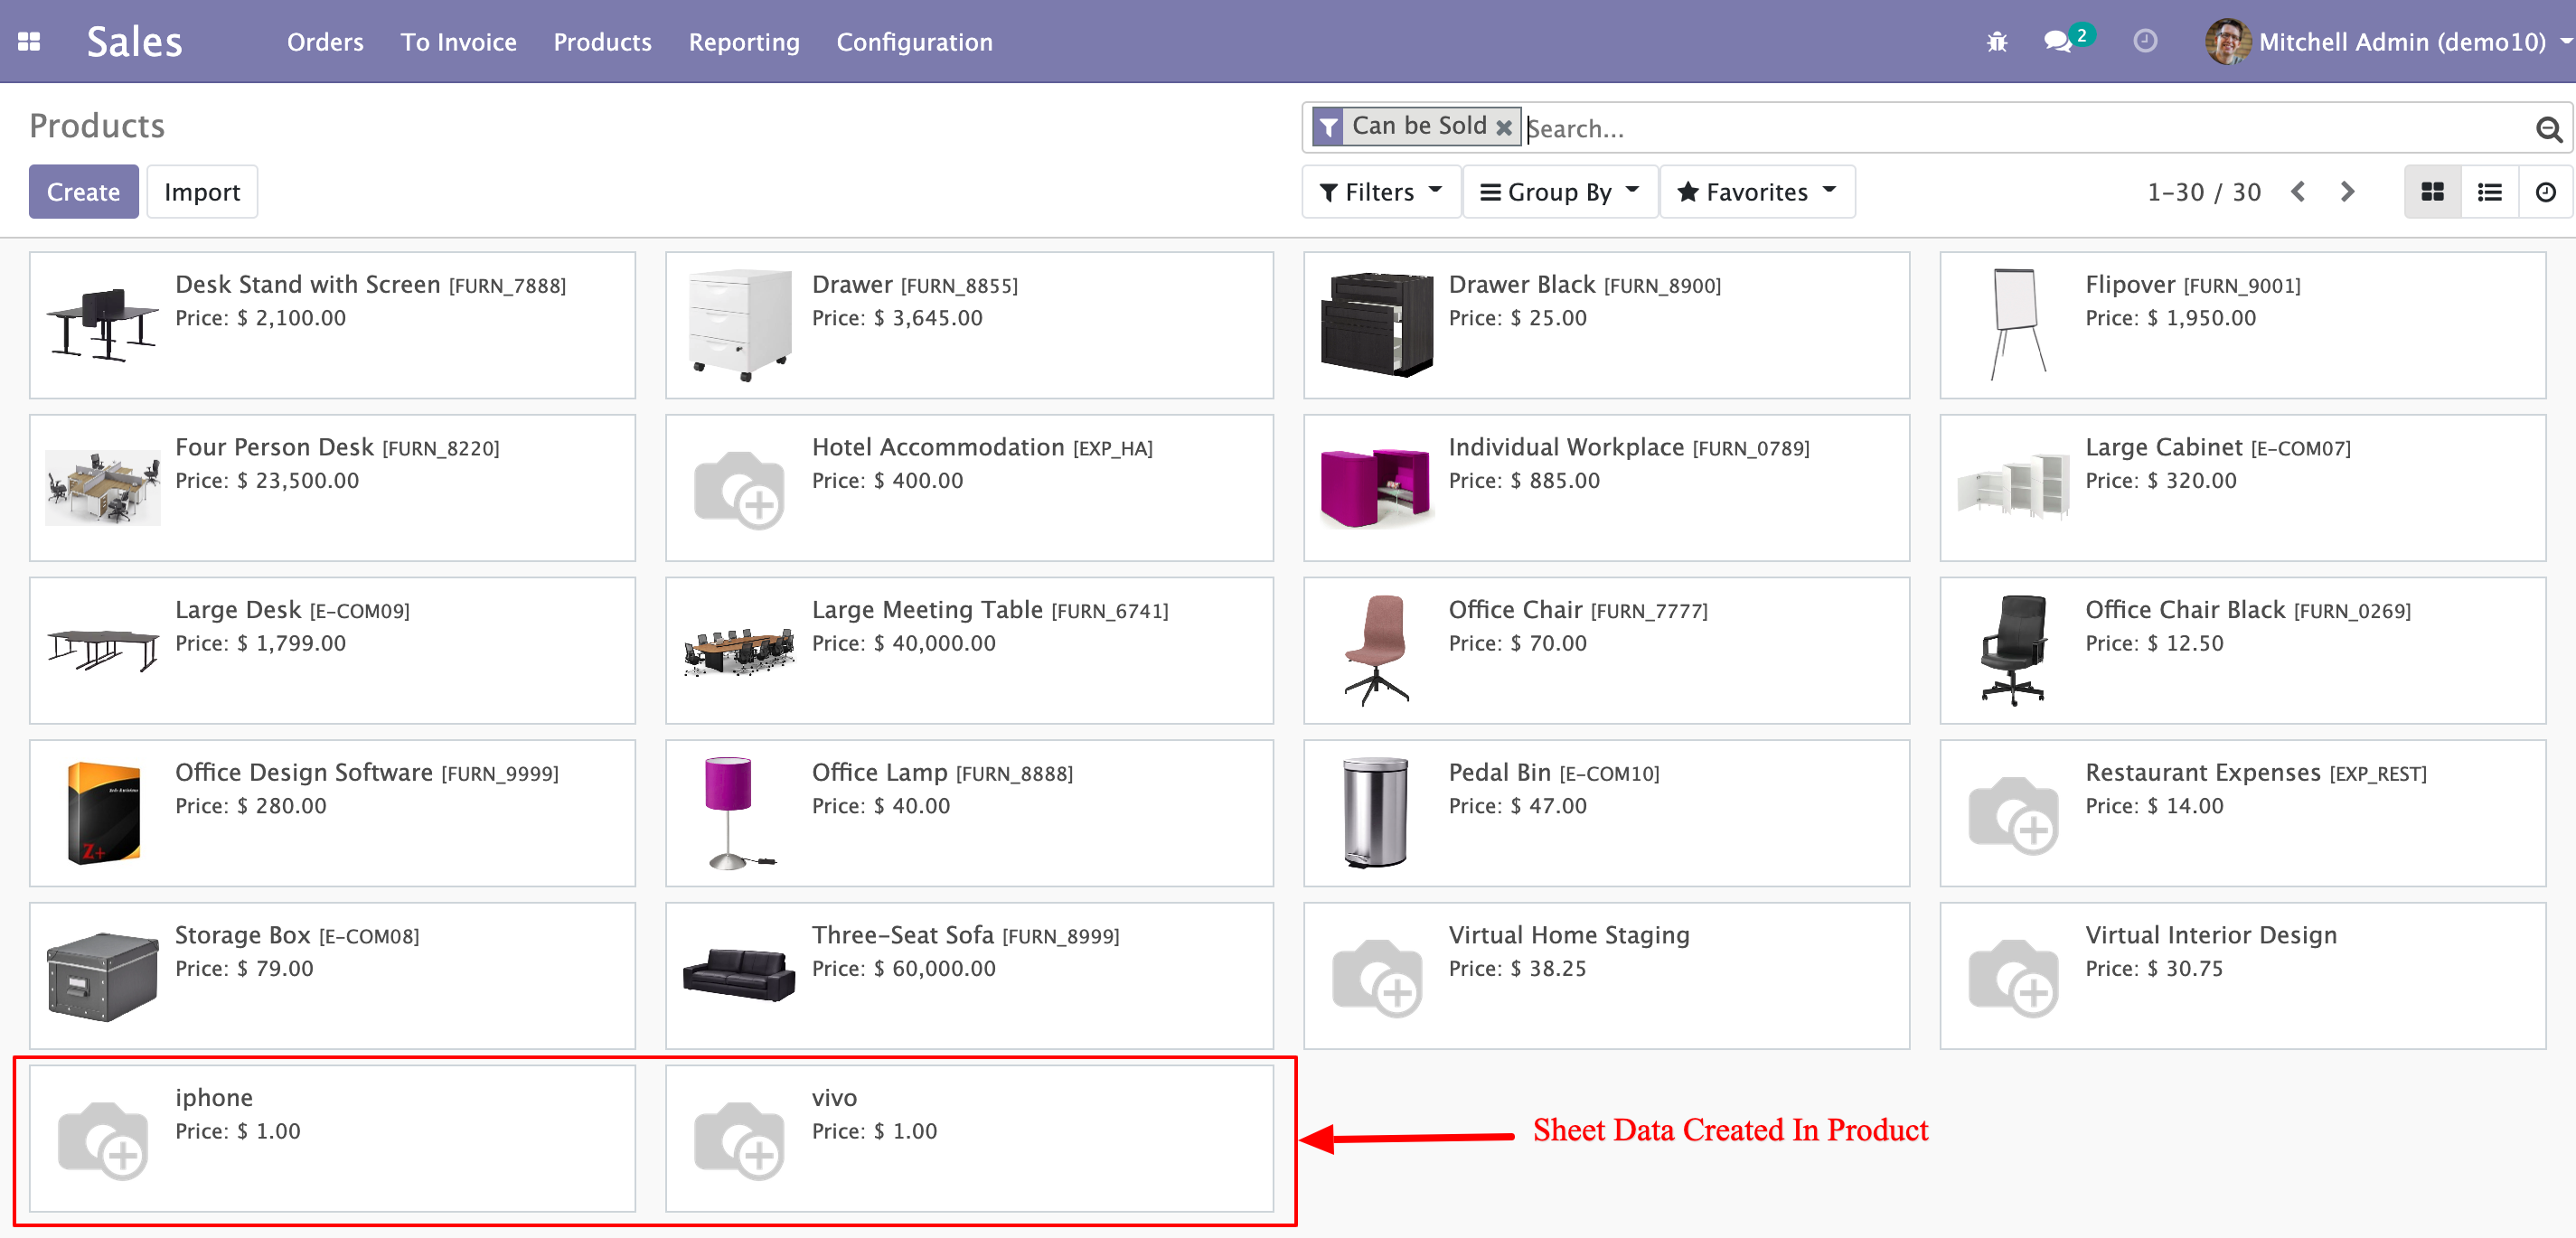 Sales Orders To Invoice Products Reporting Configuration 2 Mitchell Admin (demo10)
Products Can be Sold Search...
Create Import Filters Group By Favorites 1-30 / 30
Desk Stand with Screen [FURN_7888]
Price: $ 2,100.00
Drawer [FURN_8855]
Price: $ 3,645.00
Drawer Black [FURN_8900]
Price: $ 25.00
Flipover [FURN_9001]
Price: $ 1,950.00
Four Person Desk [FURN_8220]
Price: $ 23,500.00
Hotel Accommodation [EXP_HA]
Price: $ 400.00
Individual Workplace [FURN_0789]
Price: $ 885.00
Large Cabinet [E-COM07]
Price: $ 320.00
Large Desk [E-COM09]
Price: $ 1,799.00
Large Meeting Table [FURN_6741]
Price: $ 40,000.00
Office Chair [FURN_7777]
Price: $ 70.00
Office Chair Black [FURN_0269]
Price: $ 12.50
Z+
Office Design Software [FURN_9999]
Price: $ 280.00
Office Lamp [FURN_8888]
Price: $ 40.00
Pedal Bin [E-COM10]
Price: $ 47.00
Restaurant Expenses [EXP_REST]
Price: $ 14.00
Storage Box [E-COM08]
Price: $ 79.00
Three-Seat Sofa [FURN_8999]
Price: $ 60,000.00
Virtual Home Staging
Price: $ 38.25
Virtual Interior Design
Price: $ 30.75
iphone
Price: $ 1.00
vivo
Price: $ 1.00
Sheet Data Created In Product